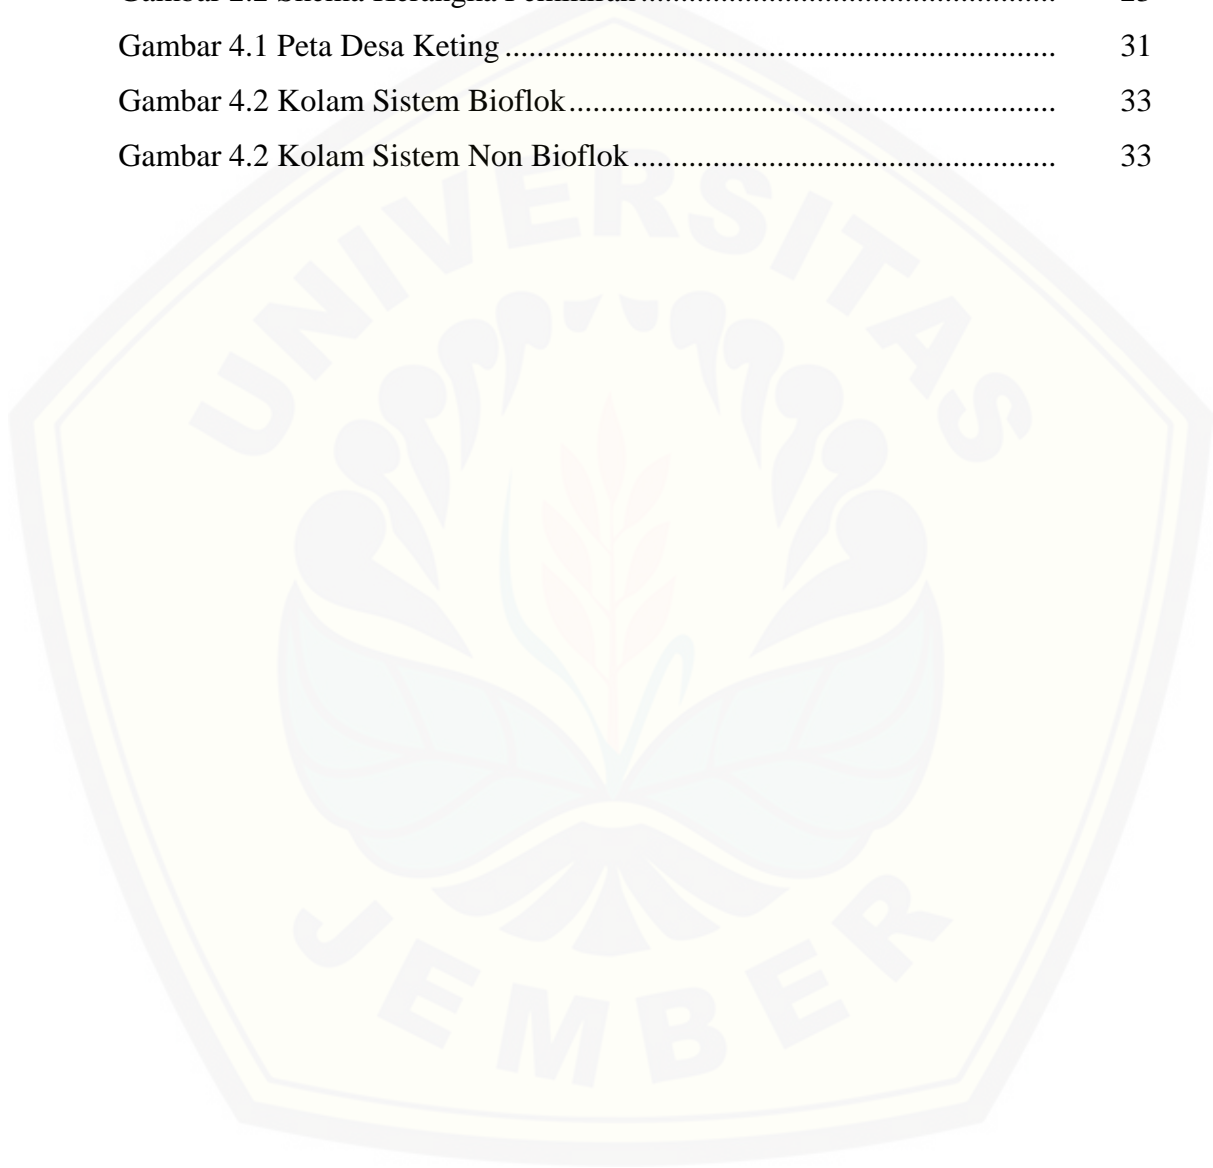 Gambar 4.1 Peta Desa Keting ..................................................................... 31
Gambar 4.2 Kolam Sistem Bioflok ............................................................. 33
Gambar 4.2 Kolam Sistem Non Bioflok ..................................................... 33
UNIVERSITAS
JEMBER